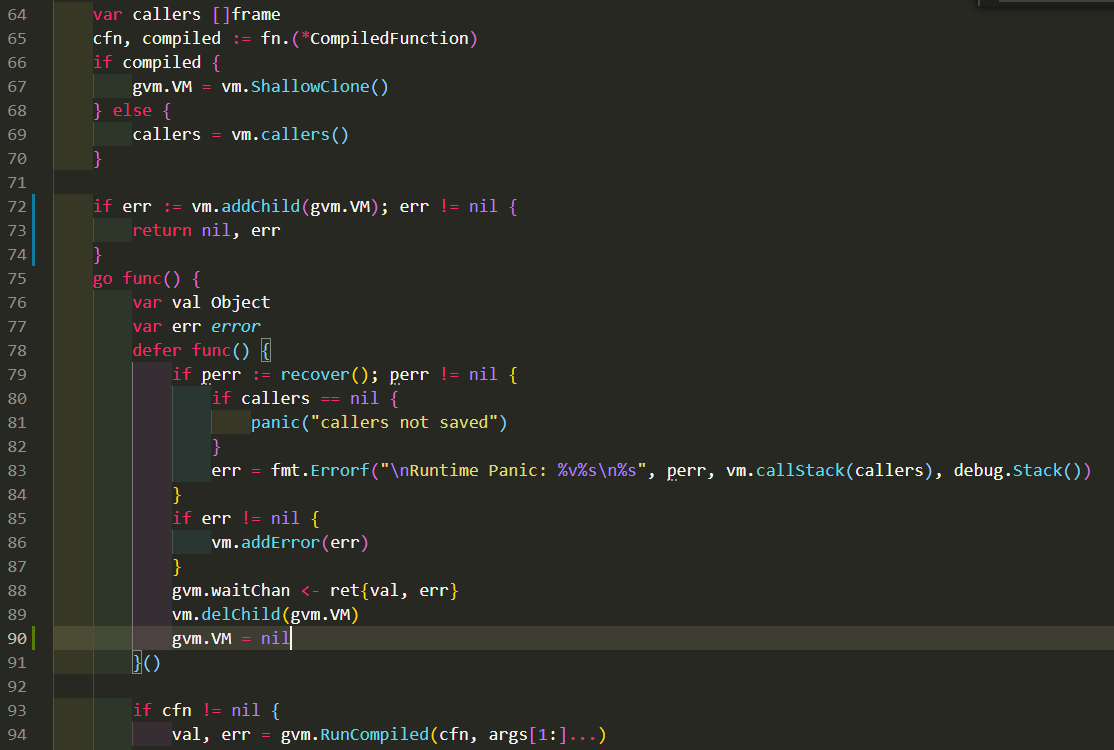 64 var callers []frame
65 cfn, compiled := fn.(*CompiledFunction)
66 if compiled {
67 gvm.VM = vm.ShallowClone()
68 } else {
69 callers = vm.callers()
70 }
71
72 if err := vm.addChild(gvm.VM); err != nil {
73 return nil, err
74 }
75 go func() {
76 var val Object
77 var err error
78 defer func() {
79 if perr := recover(); perr != nil {
80 if callers == nil {
81 panic("callers not saved")
82 }
83 err = fmt.Errorf("\nRuntime Panic: %v%s\n%s", perr, vm.callStack(callers), debug.Stack())
84 }
85 if err != nil {
86 vm.addError(err)
87 }
88 gvm.waitChan <- ret{val, err}
89 vm.delChild(gvm.VM)
90 gvm.VM = nil
91 }()
92
93 if cfn != nil {
94 val, err = gvm.RunCompiled(cfn, args[1:]...)